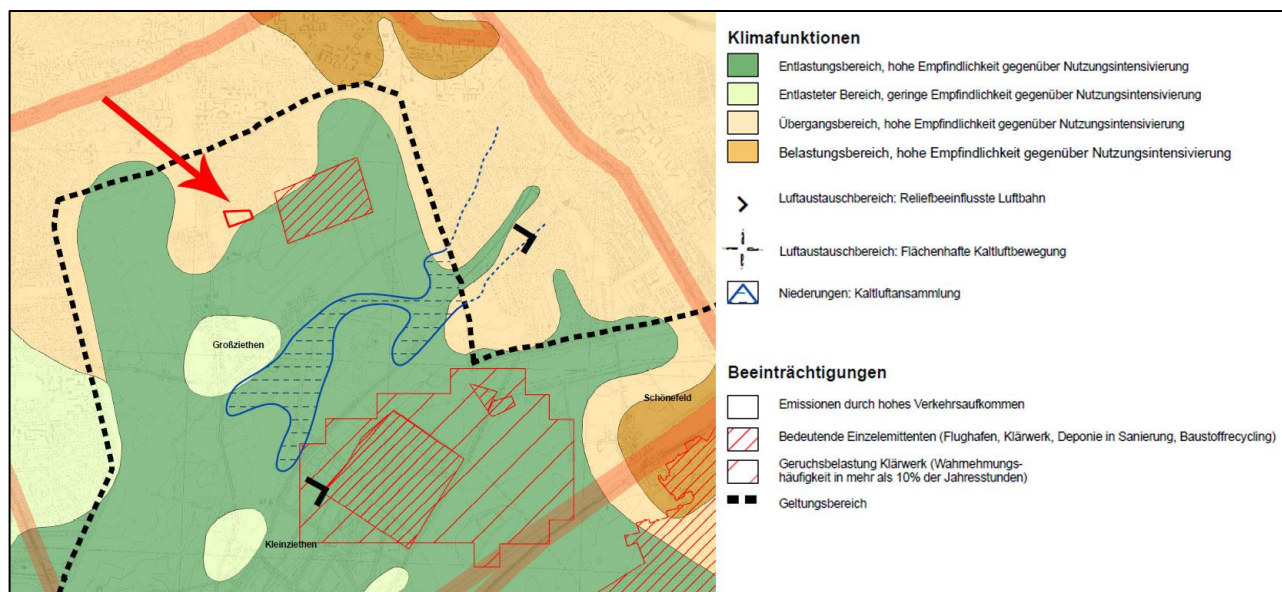 Großziethen
Schönefeld
Kleinziethen
Klimafunktionen
Entlastungsbereich, hohe Empfindlichkeit gegenüber Nutzungsintensivierung
Entlasteter Bereich, geringe Empfindlichkeit gegenüber Nutzungsintensivierung
Übergangsbereich, hohe Empfindlichkeit gegenüber Nutzungsintensivierung
Belastungsbereich, hohe Empfindlichkeit gegenüber Nutzungsintensivierung
Luftaustauschbereich: Reliefbeeinflusste Luftbahn
Luftaustauschbereich: Flächenhafte Kaltluftbewegung
Niederungen: Kaltluftansammlung
Beeinträchtigungen
Emissionen durch hohes Verkehrsaufkommen
Bedeutende Einzelemittenten (Flughafen, Klärwerk, Deponie in Sanierung, Baustoffrecycling)
Geruchsbelastung Klärwerk (Wahrnehmungs-
häufigkeit in mehr als 10% der Jahresstunden)
Geltungsbereich